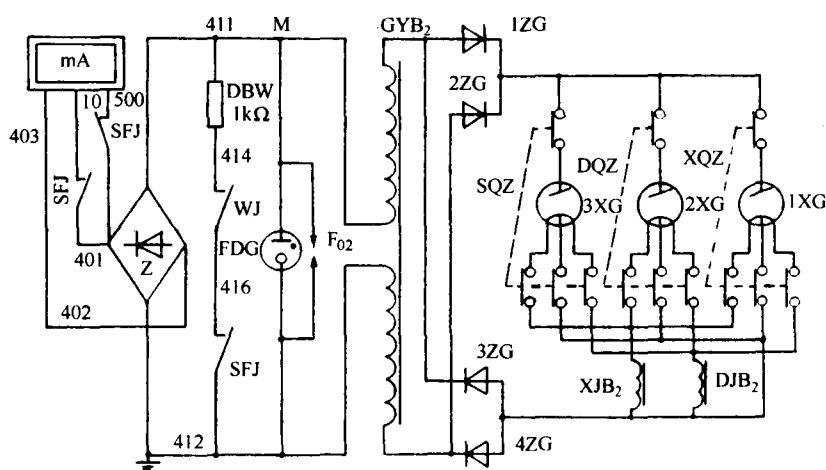 411
M
GYB₂
1ZG
mA
DBW
1kΩ
2ZG
10
500
403
SFJ
414
DQZ
XQZ
SQZ
SFJ
WJ
3XG
2XG
1XG
FDG
F₀₂
401
Z
416
402
3ZG
SFJ
XJB₂
DJB₂
412
4ZG